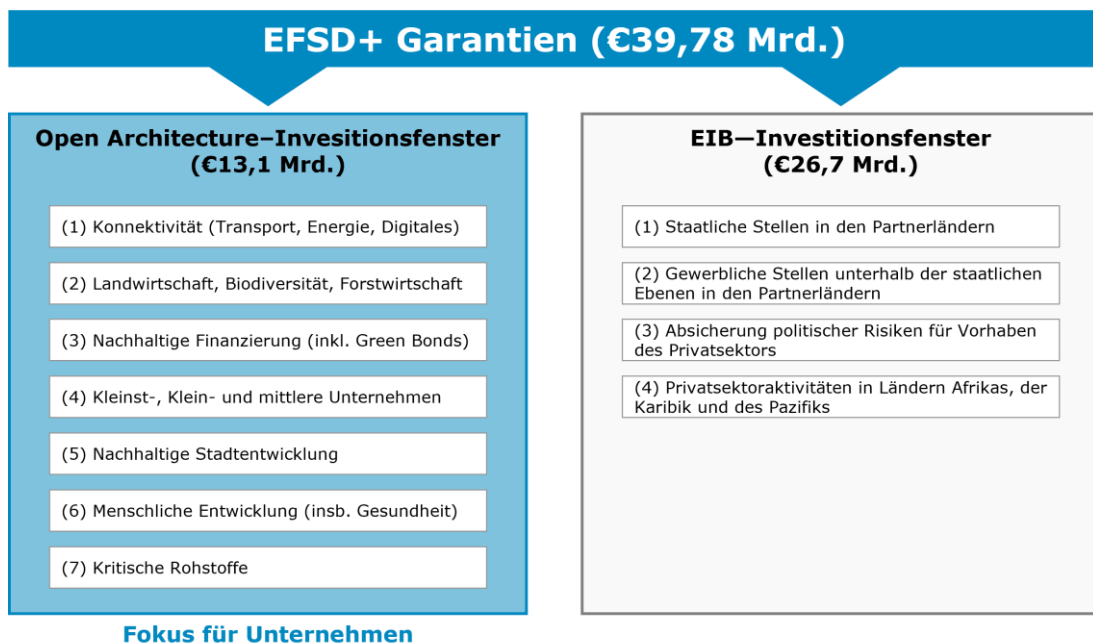 EFSD+ Garantien (€39,78 Mrd.)
Open Architecture–Invesitionsfenster
(€13,1 Mrd.)
(1) Konnektivität (Transport, Energie, Digitales)
(2) Landwirtschaft, Biodiversität, Forstwirtschaft
(3) Nachhaltige Finanzierung (inkl. Green Bonds)
(4) Kleinst-, Klein- und mittlere Unternehmen
(5) Nachhaltige Stadtentwicklung
(6) Menschliche Entwicklung (insb. Gesundheit)
(7) Kritische Rohstoffe
Fokus für Unternehmen
EIB—Investitionsfenster
(€26,7 Mrd.)
(1) Staatliche Stellen in den Partnerländern
(2) Gewerbliche Stellen unterhalb der staatlichen
Ebenen in den Partnerländern
(3) Absicherung politischer Risiken für Vorhaben
des Privatsektors
(4) Privatsektoraktivitäten in Ländern Afrikas, der
Karibik und des Pazifiks